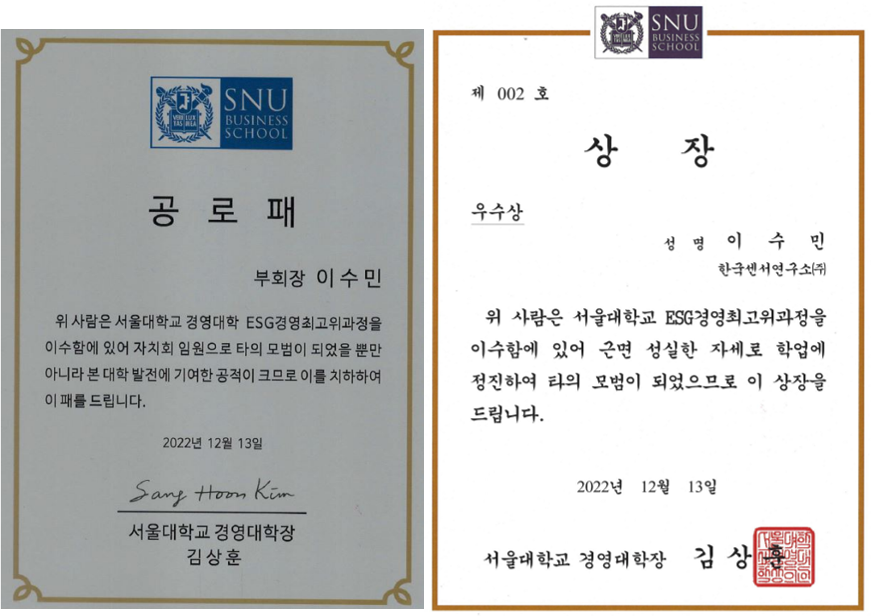 SNU
BUSINESS
SCHOOL
공로패
부회장 이수민
위 사람은 서울대학교 경영대학 ESG경영최고위과정을
이수함에 있어 자치회 임원으로 타의 모범이 되었을 뿐만
아니라 본 대학 발전에 기여한 공적이 크므로 이를 치하하여
이 패를 드립니다.
2022년 12월 13일
Sang Hoon Kim
서울대학교 경영대학장
김상훈
SNU
BUSINESS
SCHOOL
제 002 호
상 장
우수상
성 명 이 수 민
한국센서연구소(주)
위 사람은 서울대학교 ESG경영최고위과정을
이수함에 있어 근면 성실한 자세로 학업에
정진하여 타의 모범이 되었으므로 이 상장을
드립니다.
2022년 12월 13일
서울대학교 경영대학장 김 상 훈